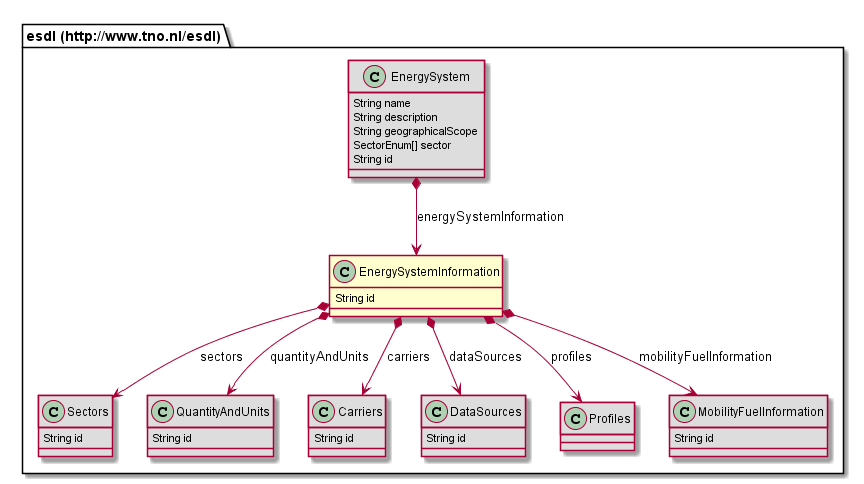 esdl (http://www.tno.nl/esdl)
C EnergySystem
String name
String description
String geographicalScope
SectorEnum[] sector
String id
energySystemInformation
C EnergySystemInformation
String id
sectors
quantityAndUnits
carriers
dataSources
profiles
mobilityFuelInformation
C Sectors
String id
C QuantityAndUnits
String id
C Carriers
String id
C DataSources
String id
C Profiles
C MobilityFuelInformation
String id